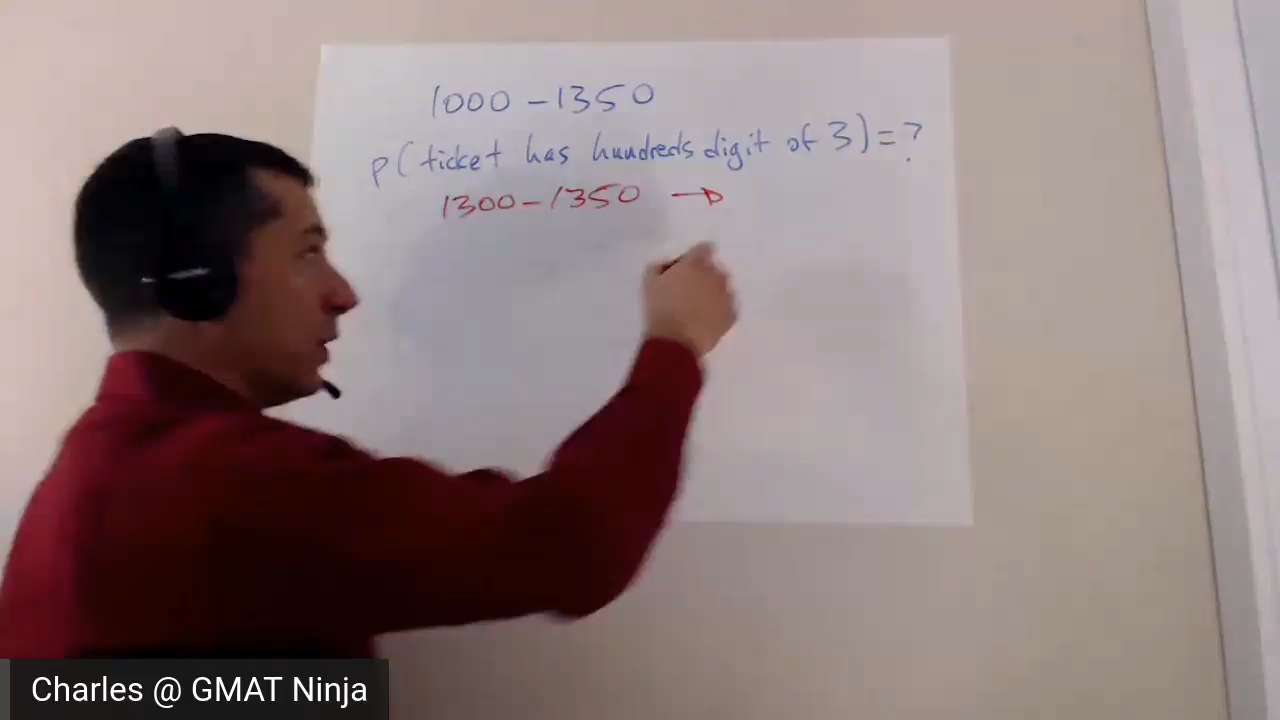 1000 - 1350
p(ticket has hundreds digit of 3) = ?
1300 - 1350 →
Charles @ GMAT Ninja